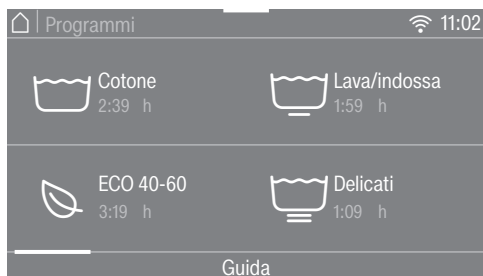 Programmi 11:02
Cotone
2:39 h
Lava/indossa
1:59 h
ECO 40-60
3:19 h
Delicati
1:09 h
Guida